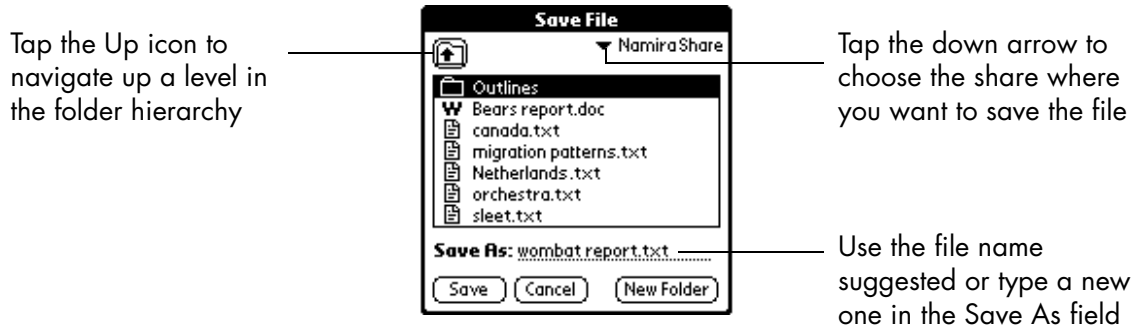 Tap the Up icon to
navigate up a level in
the folder hierarchy
Save File
Namira Share
Outlines
Bears report.doc
canada.txt
migration patterns.txt
Netherlands.txt
orchestra.txt
sleet.txt
Save As: wombat report.txt
Save
Cancel
New Folder
Tap the down arrow to
choose the share where
you want to save the file
Use the file name
suggested or type a new
one in the Save As field